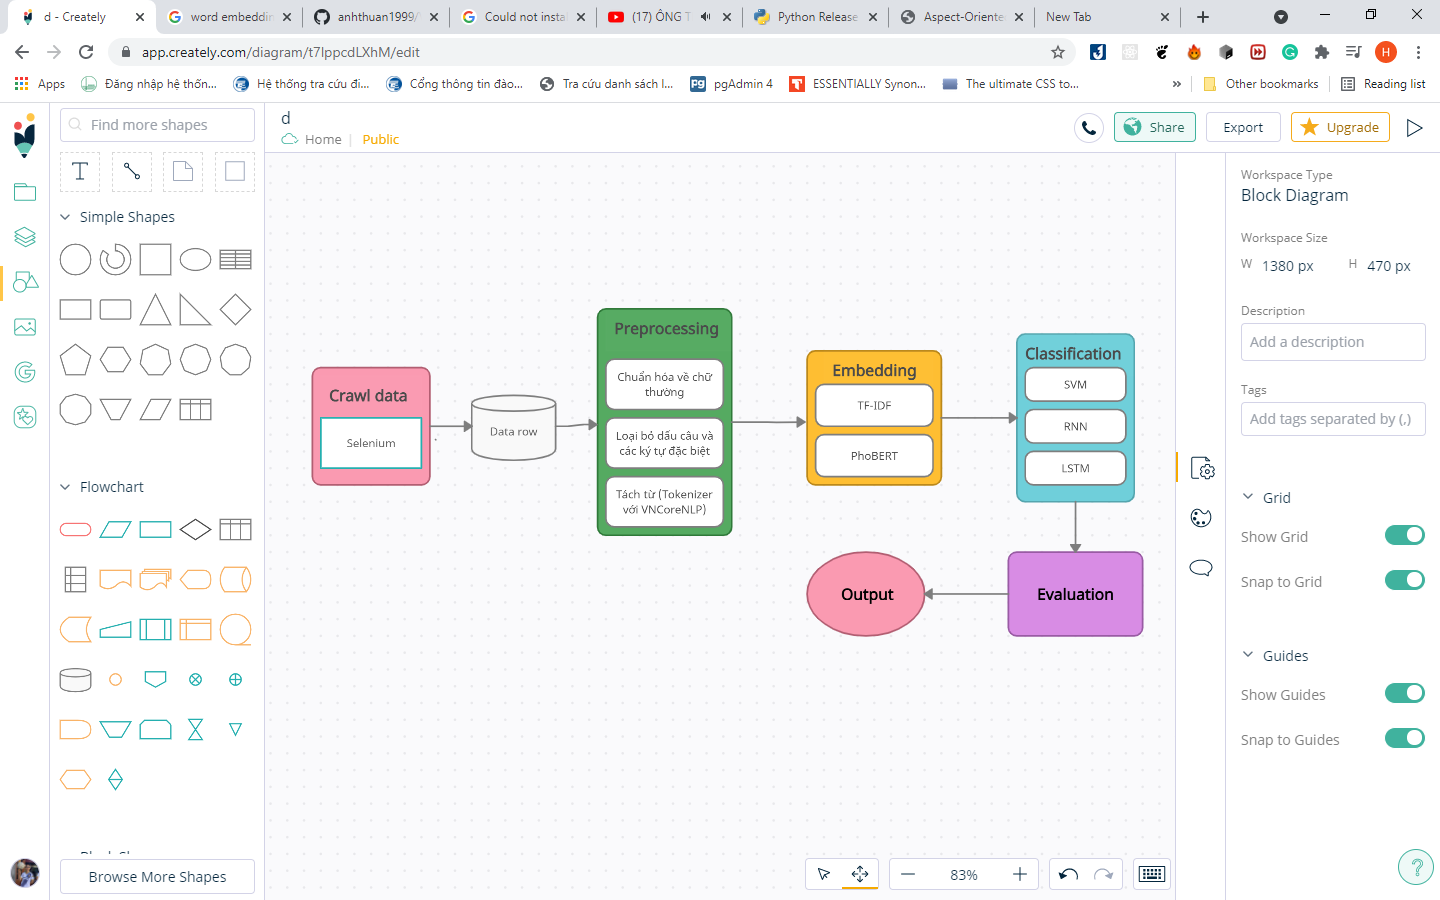 d - Creately
word embeddin
anhthuan1999/
Could not insta
(17) ÔNG T
Python Release
Aspect-Oriente
New Tab
app.creately.com/diagram/t7lppcdLXhM/edit
H
Apps
Đăng nhập hệ thốn...
Hệ thống tra cứu đi...
Cổng thông tin đào...
Tra cứu danh sách l...
pgAdmin 4
ESSENTIALLY Synon...
The ultimate CSS to...
»
Other bookmarks
Reading list
Find more shapes
d
Home
Public
Share
Export
Upgrade
T
Simple Shapes
Flowchart
Browse More Shapes
Crawl data
Selenium
Data row
Preprocessing
Chuẩn hóa về chữ
thường
Loại bỏ dấu câu và
các ký tự đặc biệt
Tách từ (Tokenizer
với VNCoreNLP)
Embedding
TF-IDF
PhoBERT
Classification
SVM
RNN
LSTM
Evaluation
Output
83%
Workspace Type
Block Diagram
Workspace Size
W 1380 px H 470 px
Description
Add a description
Tags
Add tags separated by (,)
Grid
Show Grid
Snap to Grid
Guides
Show Guides
Snap to Guides
?